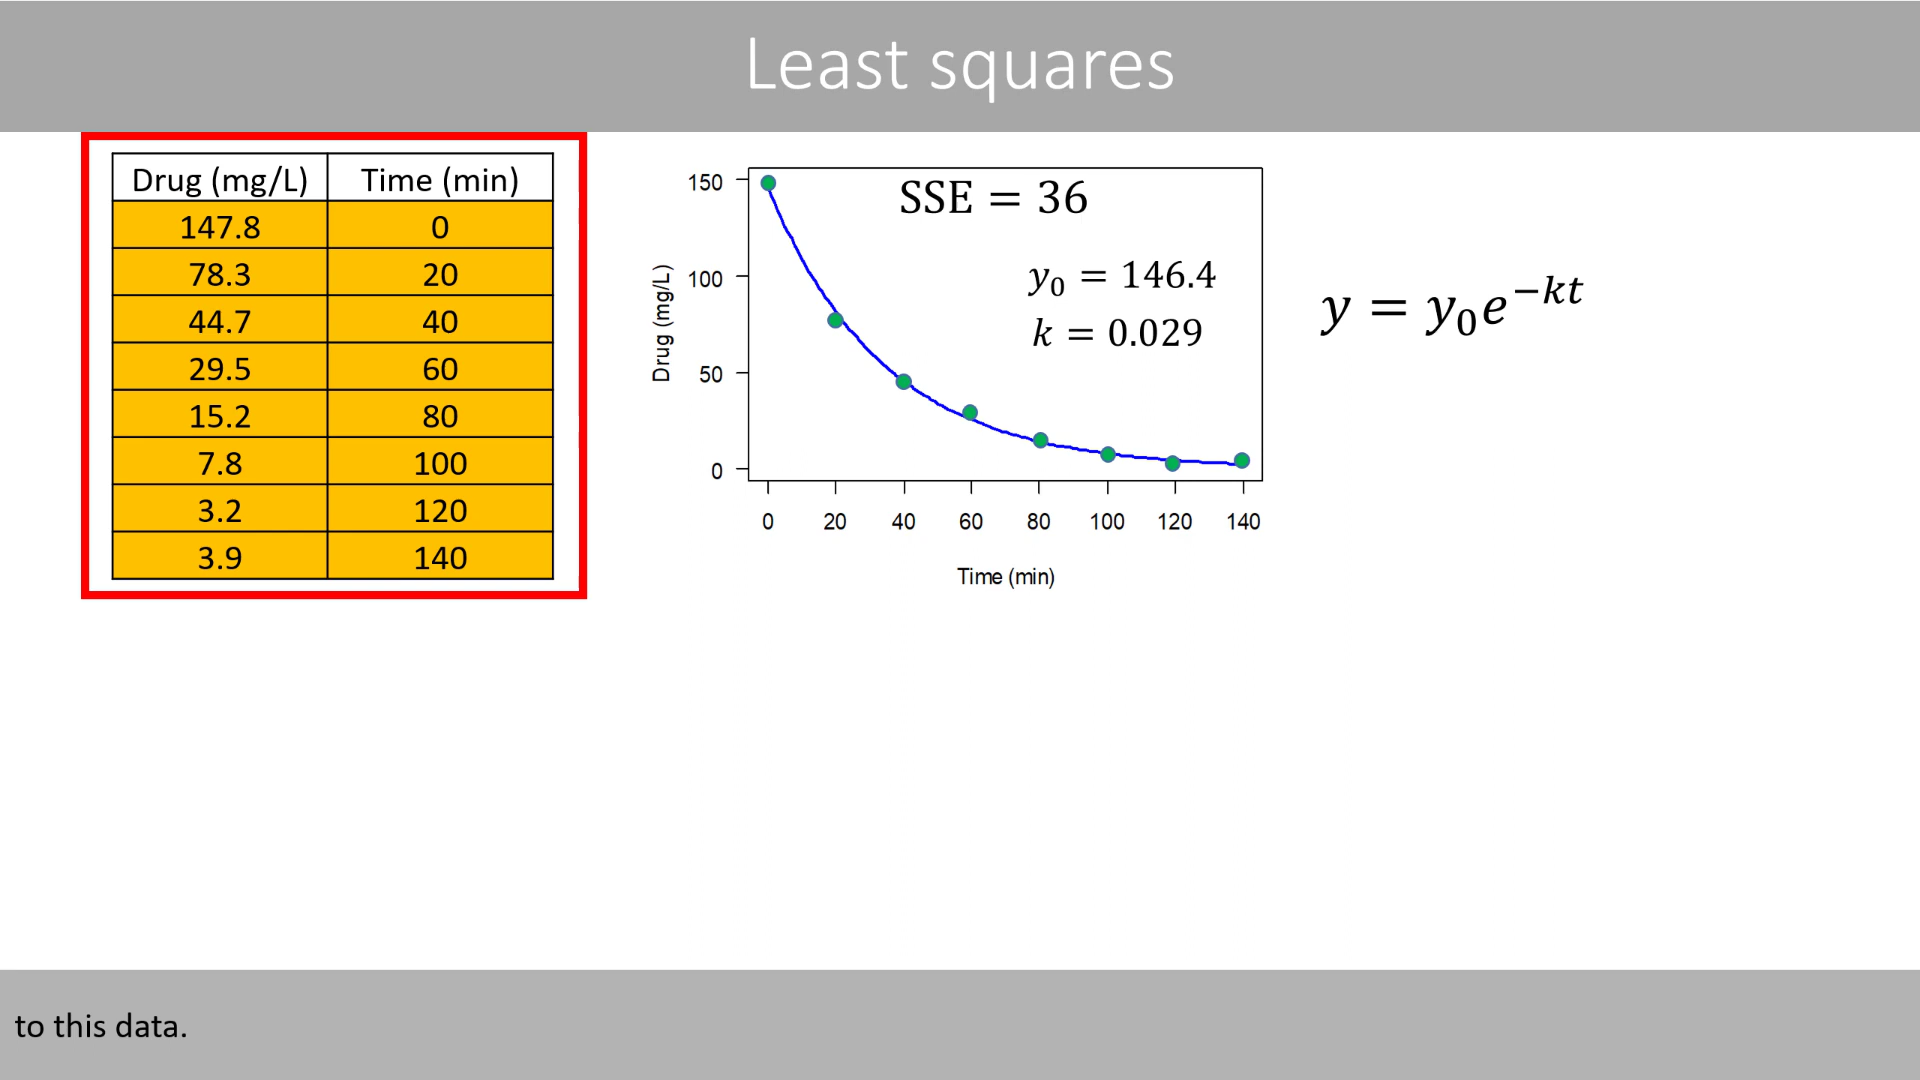 Least squares
Drug (mg/L) Time (min)
147.8 0
78.3 20
44.7 40
29.5 60
15.2 80
7.8 100
3.2 120
3.9 140
SSE = 36
y₀ = 146.4
k = 0.029
Drug (mg/L)
150
100
50
0
0 20 40 60 80 100 120 140
Time (min)
y = y₀e^{−kt}
to this data.